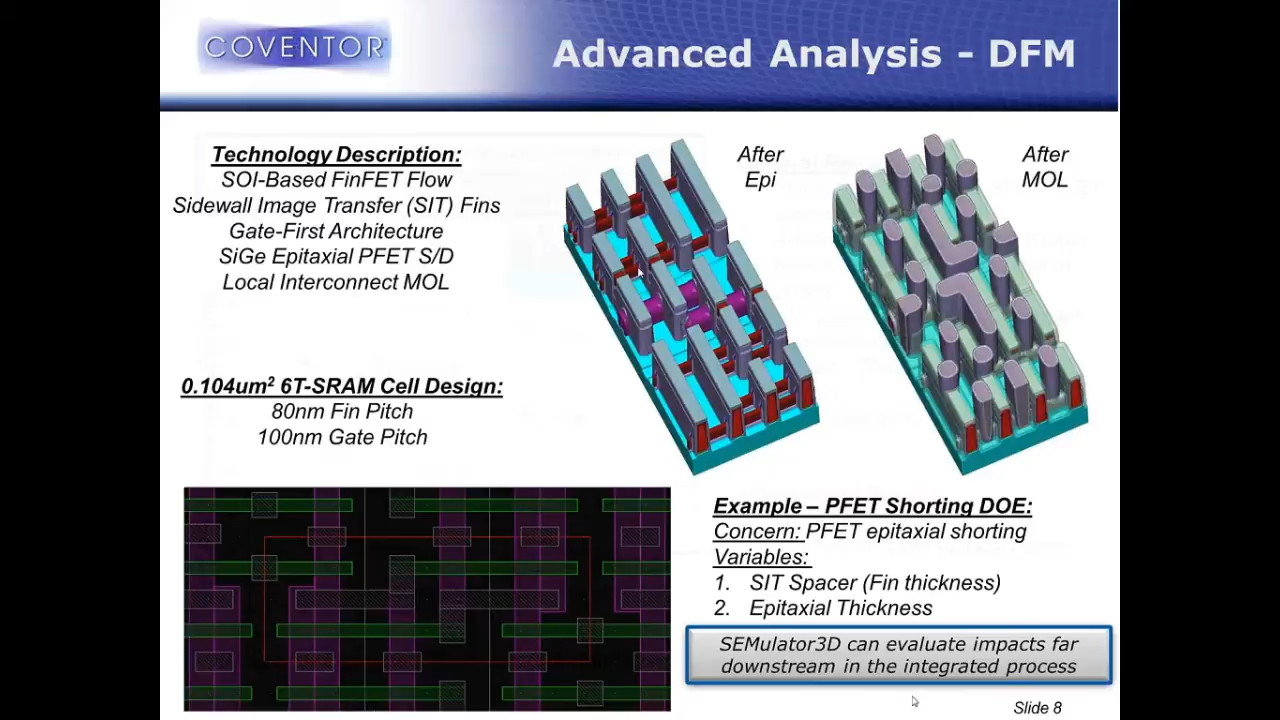 COVENTOR
Advanced Analysis - DFM
Technology Description:
SOI-Based FinFET Flow
Sidewall Image Transfer (SIT) Fins
Gate-First Architecture
SiGe Epitaxial PFET S/D
Local Interconnect MOL
After
Epi
After
MOL
0.104um² 6T-SRAM Cell Design:
80nm Fin Pitch
100nm Gate Pitch
Example – PFET Shorting DOE:
Concern: PFET epitaxial shorting
Variables:
1. SIT Spacer (Fin thickness)
2. Epitaxial Thickness
SEMulator3D can evaluate impacts far
downstream in the integrated process
Slide 8